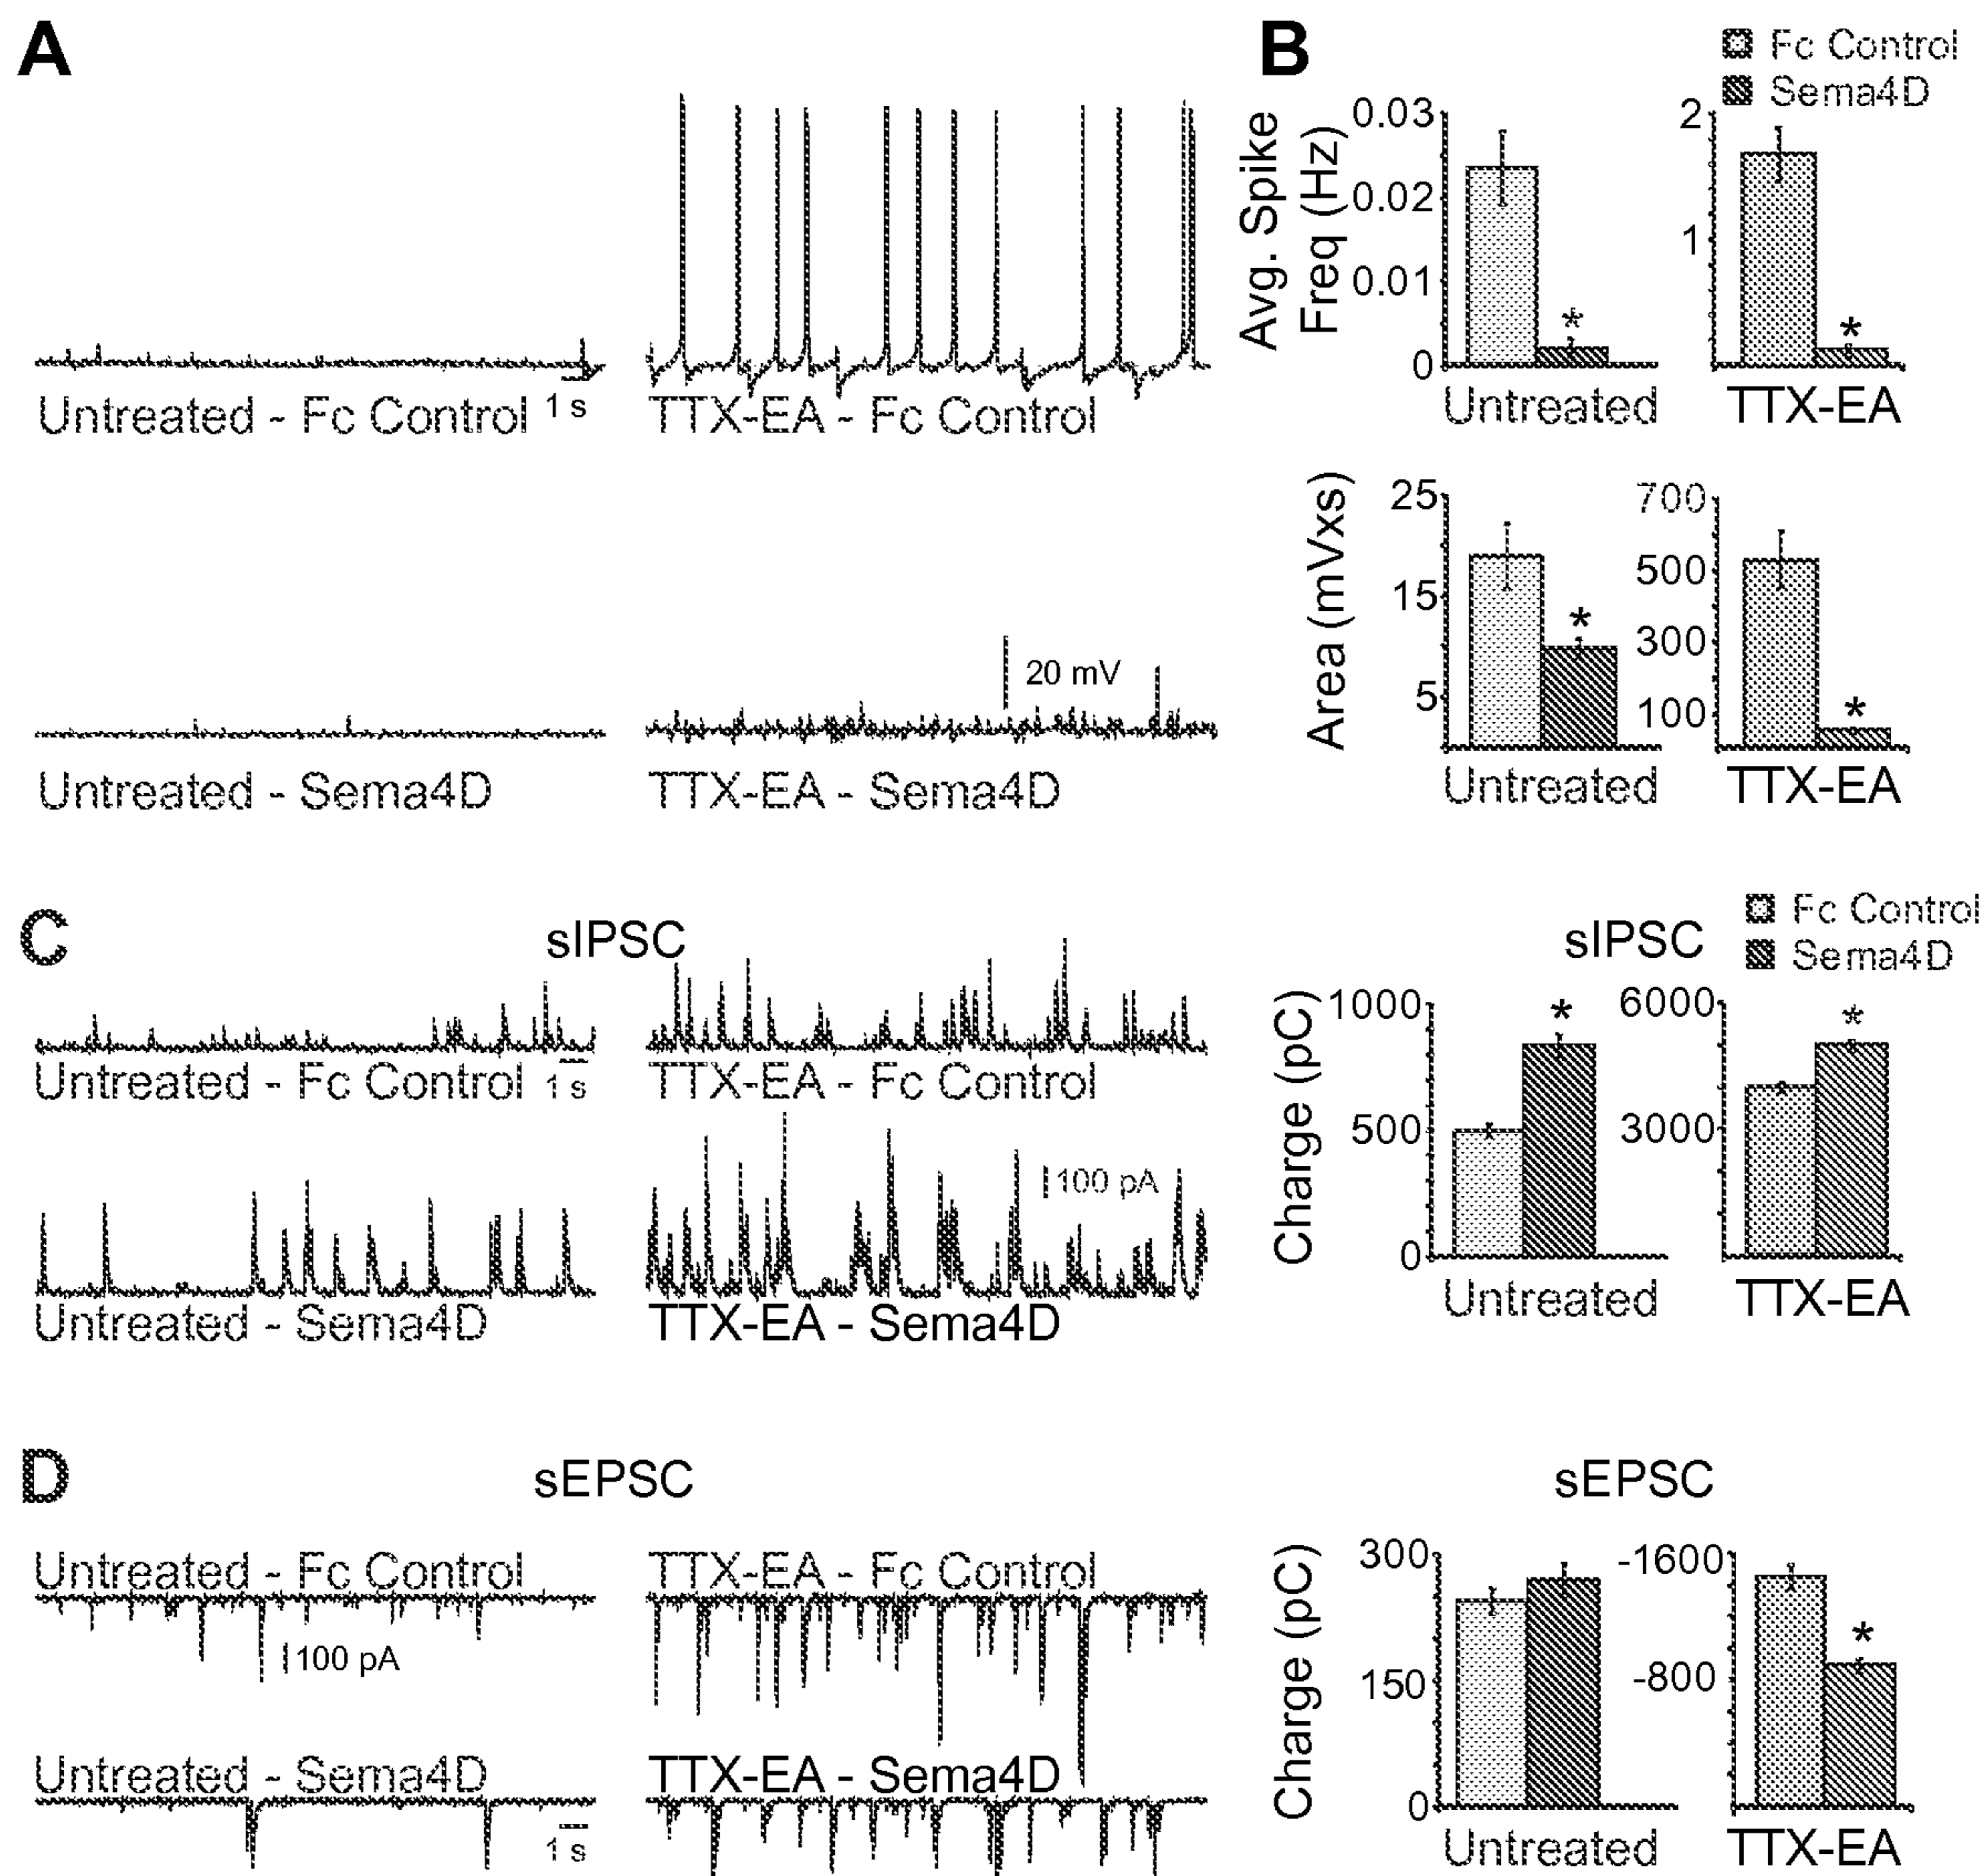 A
Untreated - Fc Control
1 s
TTX-EA - Fc Control
20 mV
Untreated - Sema4D
TTX-EA - Sema4D
B
Fc Control
Sema4D
Avg. Spike
Freq (Hz)
0.03
0.02
0.01
0
*
Untreated
2
1
*
TTX-EA
Area (mVxs)
25
15
5
*
Untreated
700
500
300
100
*
TTX-EA
C
sIPSC
Untreated - Fc Control
1 s
TTX-EA - Fc Control
100 pA
Untreated - Sema4D
TTX-EA - Sema4D
sIPSC
Fc Control
Sema4D
Charge (pC)
1000
500
0
*
Untreated
6000
3000
*
TTX-EA
D
sEPSC
Untreated - Fc Control
TTX-EA - Fc Control
100 pA
Untreated - Sema4D
TTX-EA - Sema4D
1 s
sEPSC
Charge (pC)
300
150
0
Untreated
-1600
-800
*
TTX-EA